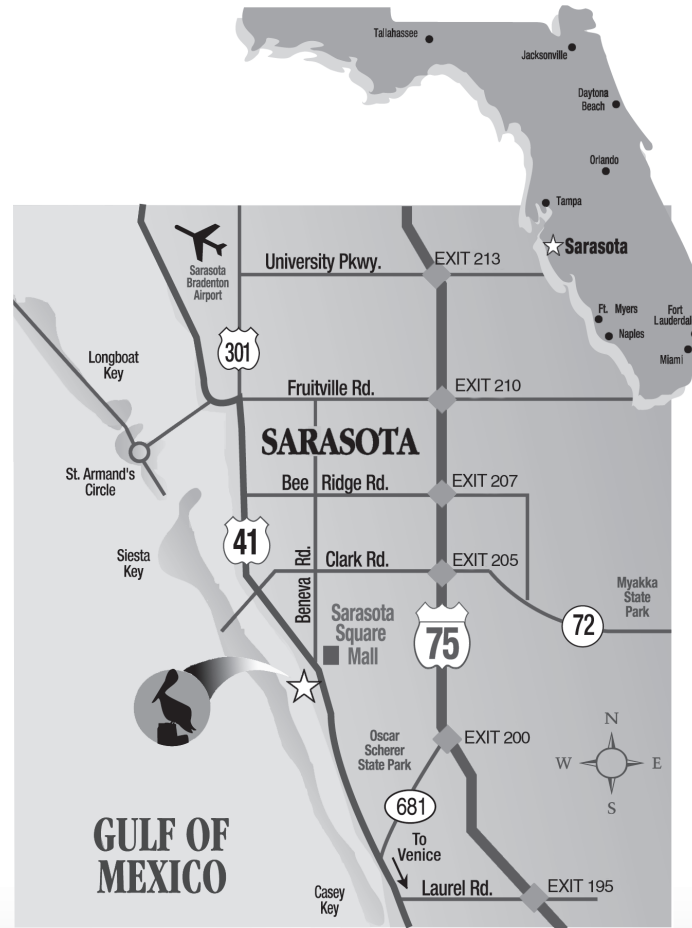 Tallahassee
Jacksonville
Daytona
Beach
Orlando
Tampa
Sarasota
Ft. Myers
Naples
Fort
Lauderdal
Miami
University Pkwy.
EXIT 213
Sarasota
Bradenton
Airport
301
Longboat
Key
Fruitville Rd.
EXIT 210
SARASOTA
St. Armand's
Circle
Bee Ridge Rd.
EXIT 207
41
Siesta
Key
Beneva Rd.
Clark Rd.
EXIT 205
Myakka
State
Park
72
75
Sarasota
Square
Mall
Oscar
Scherer
State Park
EXIT 200
N
W
E
S
681
To
Venice
GULF OF
MEXICO
Casey
Key
Laurel Rd.
EXIT 195